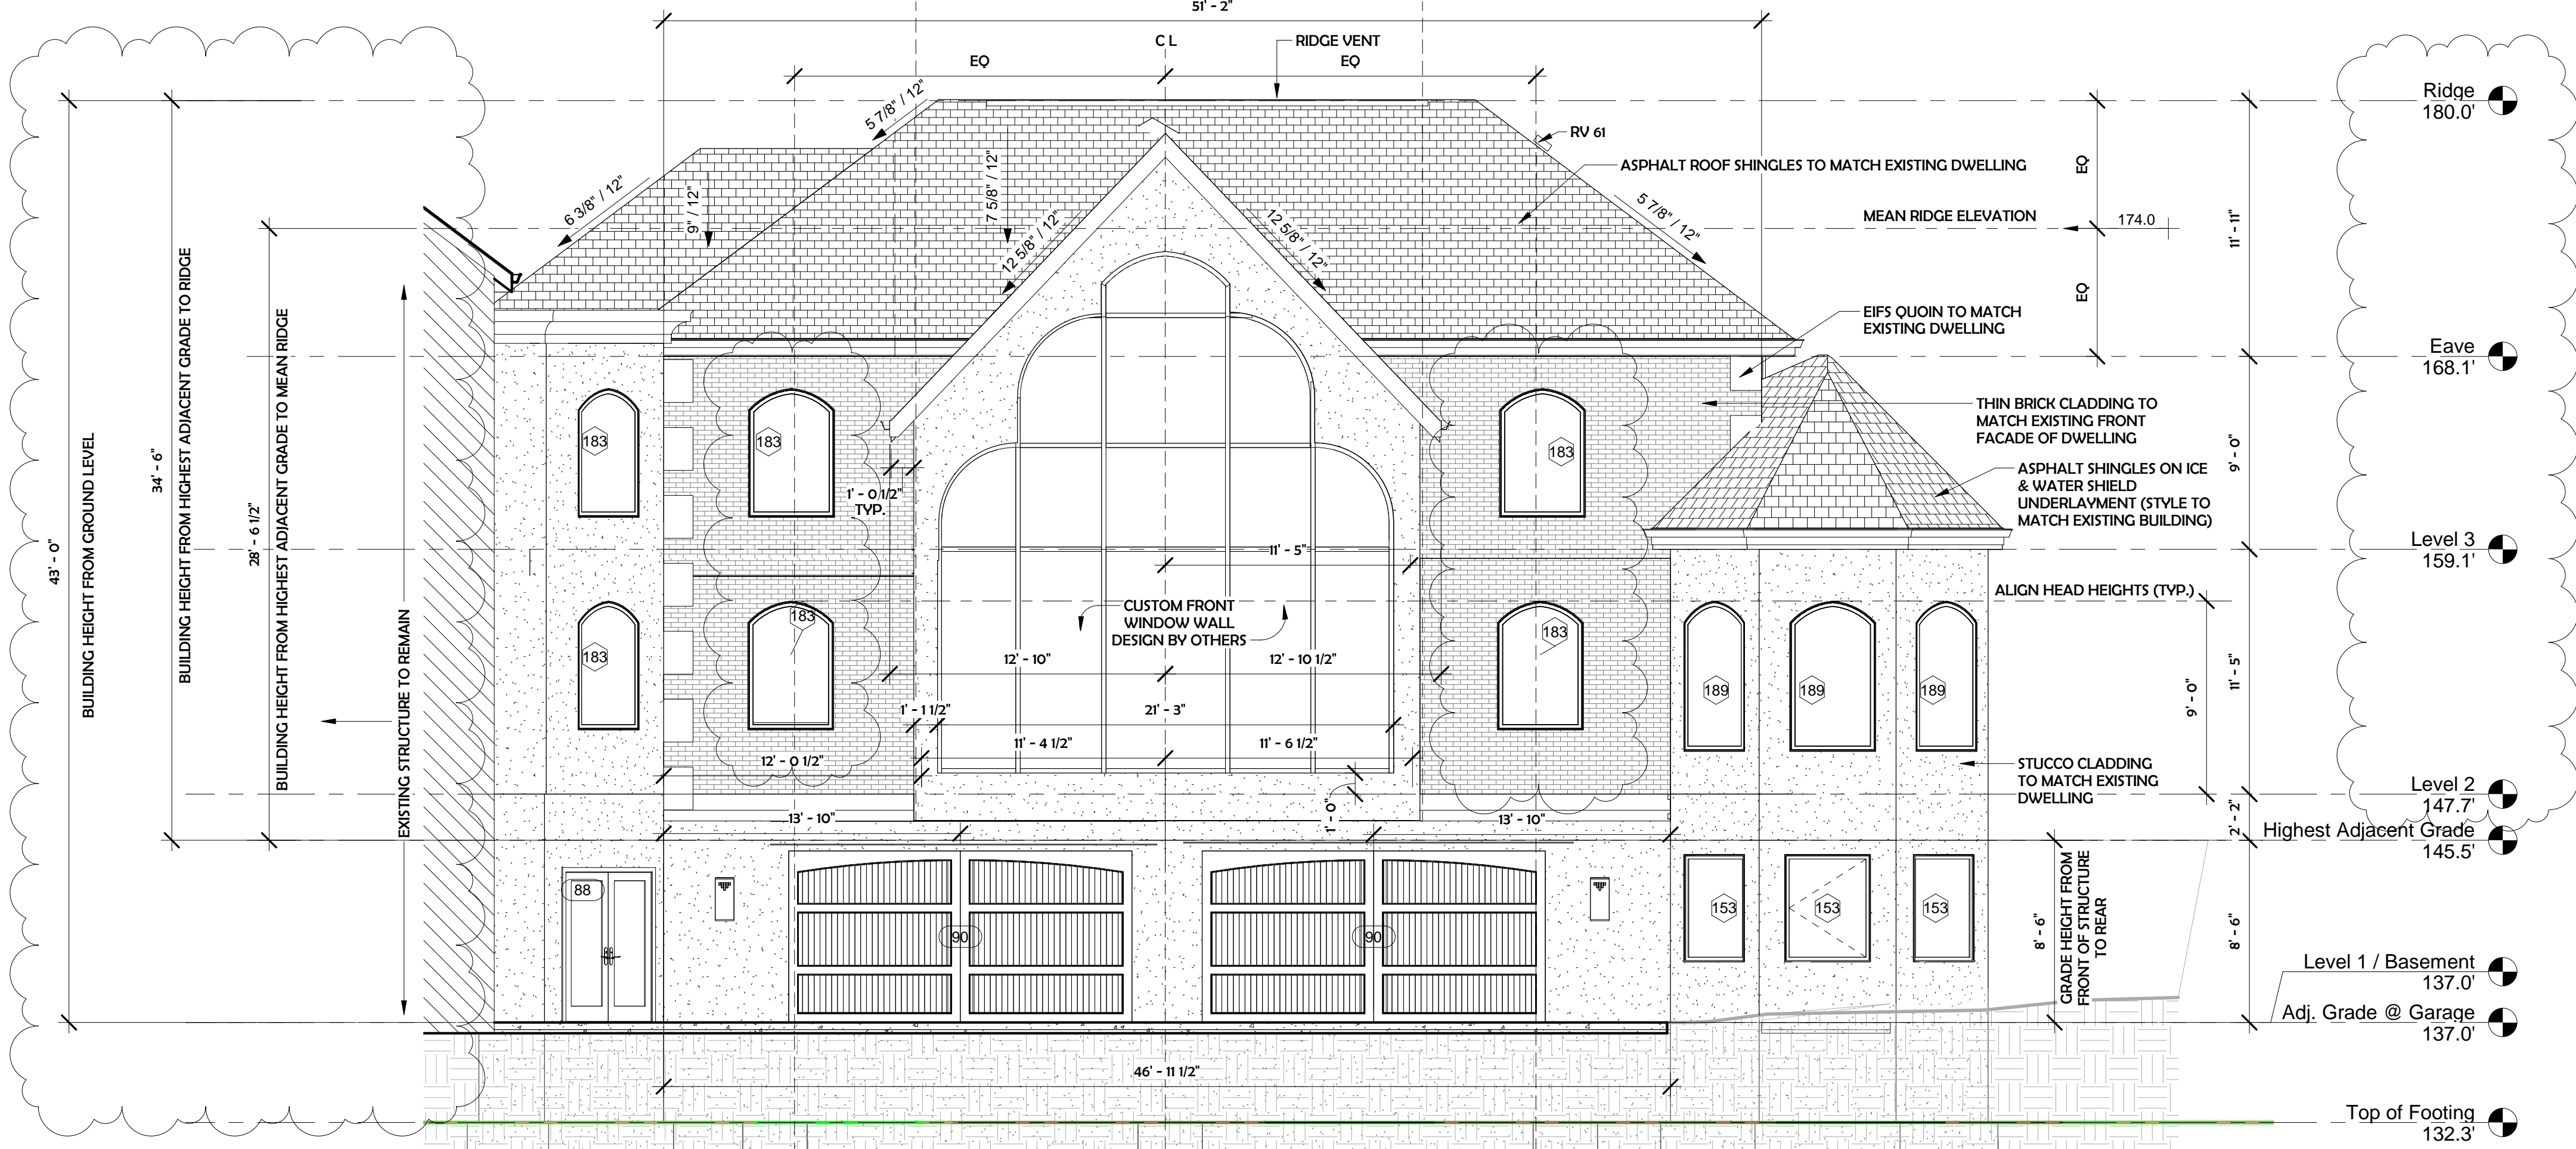 51' - 2"
C L
RIDGE VENT
EQ
EQ
5 7/8" / 12"
Ridge
180.0'
RV 61
7 5/8" / 12"
ASPHALT ROOF SHINGLES TO MATCH EXISTING DWELLING
EQ
6 3/8" / 12"
9" / 12"
12 5/8" / 12"
12 5/8" / 12"
5 7/8" / 12"
MEAN RIDGE ELEVATION
174.0
11' - 11"
EQ
EIFS QUOIN TO MATCH
EXISTING DWELLING
Eave
168.1'
THIN BRICK CLADDING TO
MATCH EXISTING FRONT
FACADE OF DWELLING
9' - 0"
183
183
183
ASPHALT SHINGLES ON ICE
& WATER SHIELD
UNDERLAYMENT (STYLE TO
MATCH EXISTING BUILDING)
43' - 0"
BUILDING HEIGHT FROM GROUND LEVEL
34' - 6"
BUILDING HEIGHT FROM HIGHEST ADJACENT GRADE TO RIDGE
28' - 6 1/2"
BUILDING HEIGHT FROM HIGHEST ADJACENT GRADE TO MEAN RIDGE
EXISTING STRUCTURE TO REMAIN
1' - 0 1/2"
TYP.
11' - 5"
Level 3
159.1'
ALIGN HEAD HEIGHTS (TYP.)
CUSTOM FRONT
WINDOW WALL
DESIGN BY OTHERS
183
183
183
12' - 10"
12' - 10 1/2"
11' - 5"
9' - 0"
189
189
189
1' - 1 1/2"
21' - 3"
11' - 4 1/2"
11' - 6 1/2"
12' - 0 1/2"
STUCCO CLADDING
TO MATCH EXISTING
DWELLING
Level 2
147.7'
1' - 0"
13' - 10"
13' - 10"
2' - 2"
Highest Adjacent Grade
145.5'
88
90
90
153
153
153
8' - 6"
GRADE HEIGHT FROM
FRONT OF STRUCTURE
TO REAR
8' - 6"
Level 1 / Basement
137.0'
Adj. Grade @ Garage
137.0'
46' - 11 1/2"
Top of Footing
132.3'